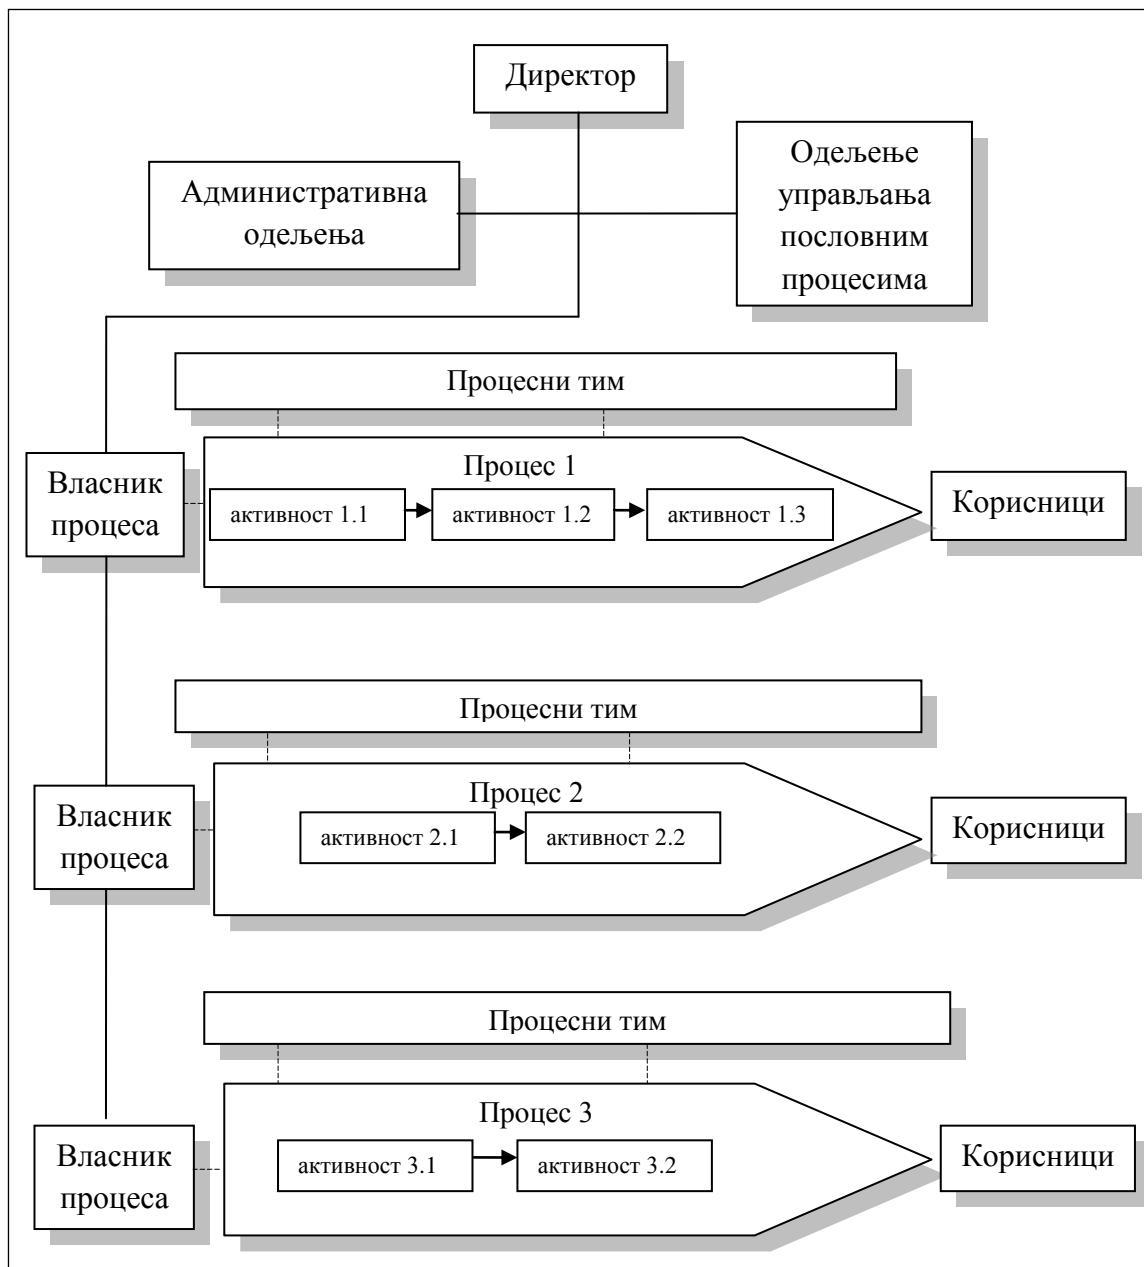 Директор
Административна
одељења
Одељење
управљања
пословним
процесима
Процесни тим
Власник
процеса
Процес 1
активност 1.1
активност 1.2
активност 1.3
Корисници
Процесни тим
Власник
процеса
Процес 2
активност 2.1
активност 2.2
Корисници
Процесни тим
Власник
процеса
Процес 3
активност 3.1
активност 3.2
Корисници